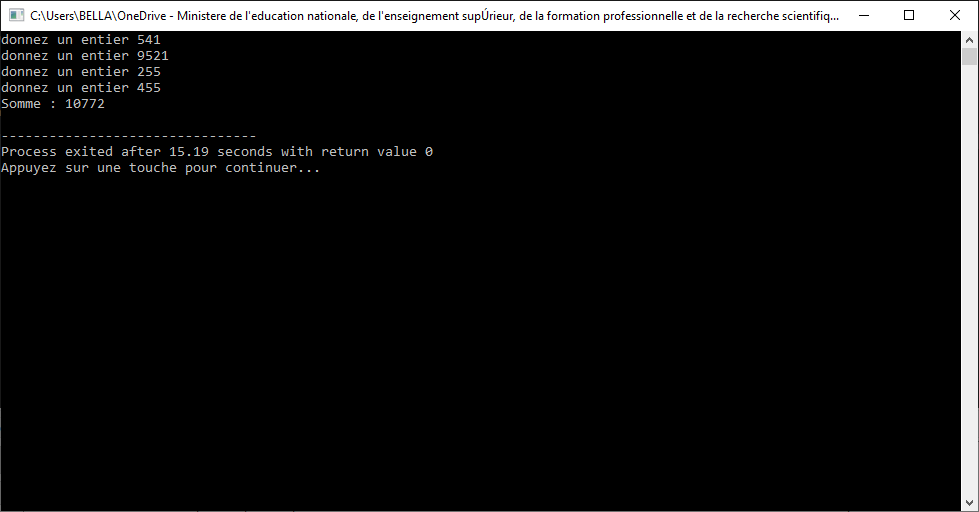 C:\Users\BELLA\OneDrive - Ministere de l'education nationale, de l'enseignement supÚrieur, de la formation professionnelle et de la recherche scientifiq...
donnez un entier 541
donnez un entier 9521
donnez un entier 255
donnez un entier 455
Somme : 10772
--------------------------------
Process exited after 15.19 seconds with return value 0
Appuyez sur une touche pour continuer...